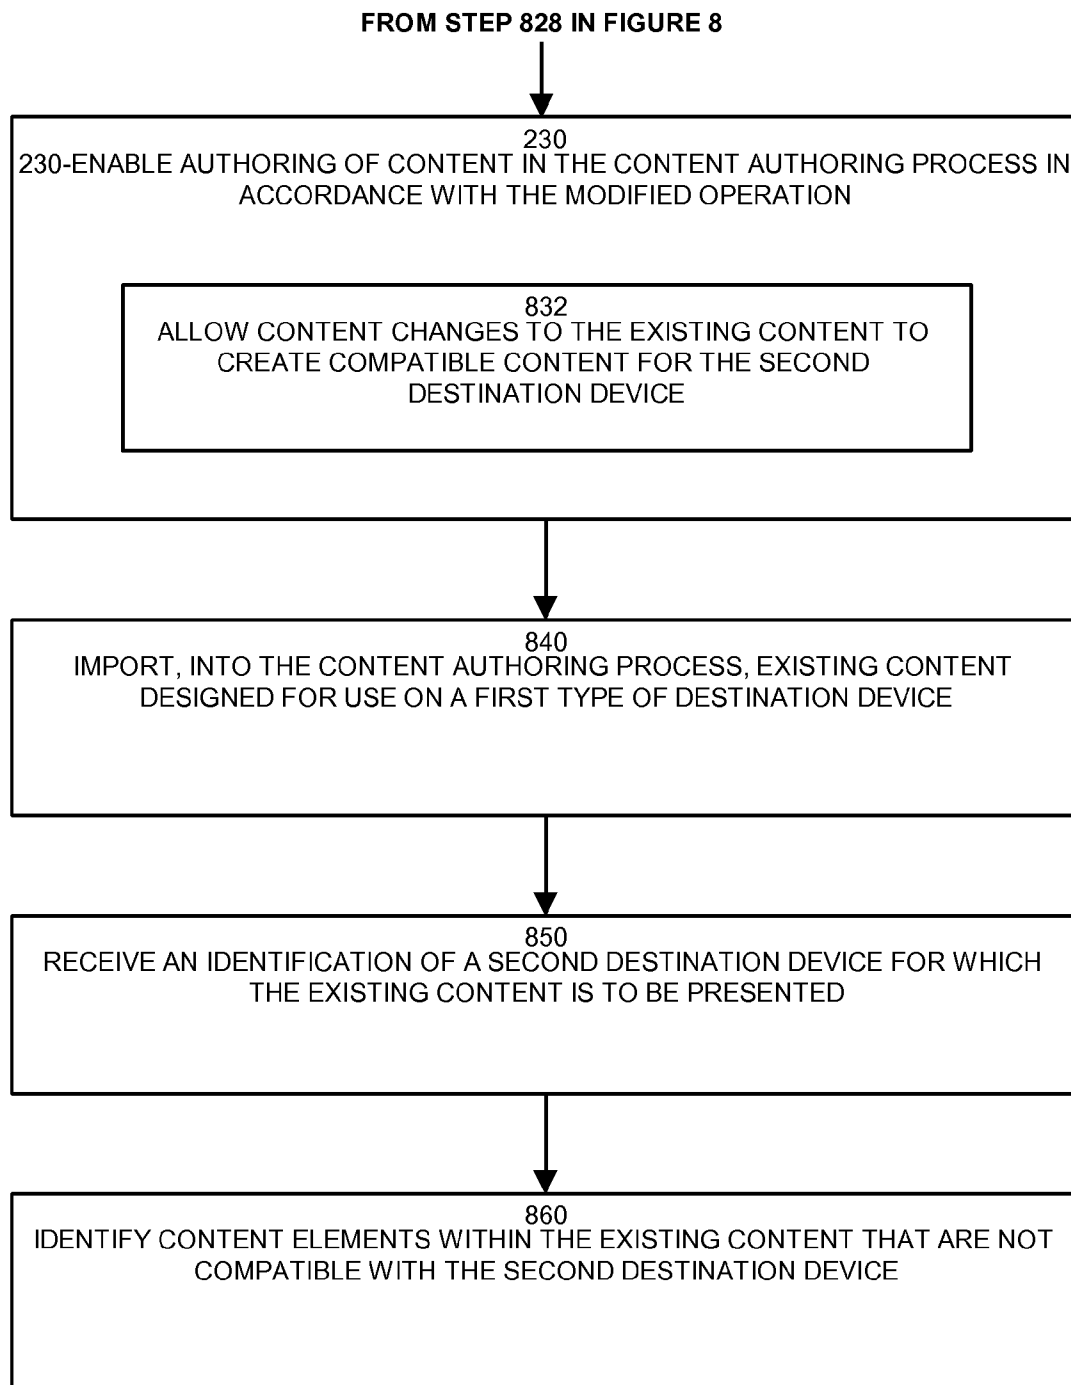 FROM STEP 828 IN FIGURE 8
230
230-ENABLE AUTHORING OF CONTENT IN THE CONTENT AUTHORING PROCESS IN
ACCORDANCE WITH THE MODIFIED OPERATION
832
ALLOW CONTENT CHANGES TO THE EXISTING CONTENT TO
CREATE COMPATIBLE CONTENT FOR THE SECOND
DESTINATION DEVICE
840
IMPORT, INTO THE CONTENT AUTHORING PROCESS, EXISTING CONTENT
DESIGNED FOR USE ON A FIRST TYPE OF DESTINATION DEVICE
850
RECEIVE AN IDENTIFICATION OF A SECOND DESTINATION DEVICE FOR WHICH
THE EXISTING CONTENT IS TO BE PRESENTED
860
IDENTIFY CONTENT ELEMENTS WITHIN THE EXISTING CONTENT THAT ARE NOT
COMPATIBLE WITH THE SECOND DESTINATION DEVICE